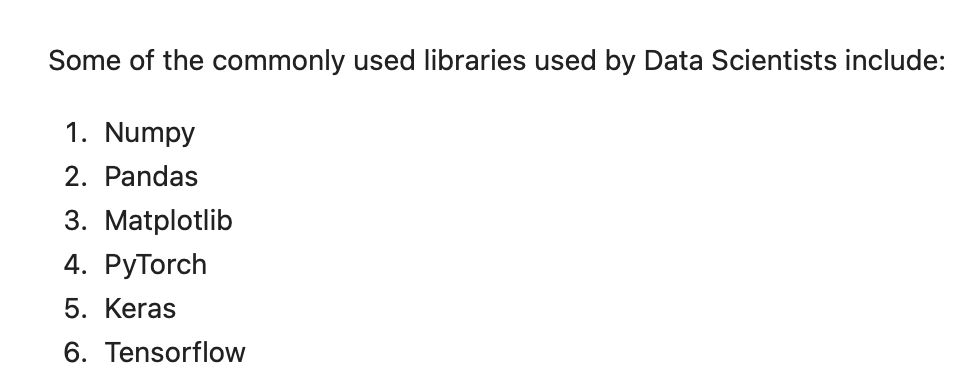 Some of the commonly used libraries used by Data Scientists include:
1. Numpy
2. Pandas
3. Matplotlib
4. PyTorch
5. Keras
6. Tensorflow